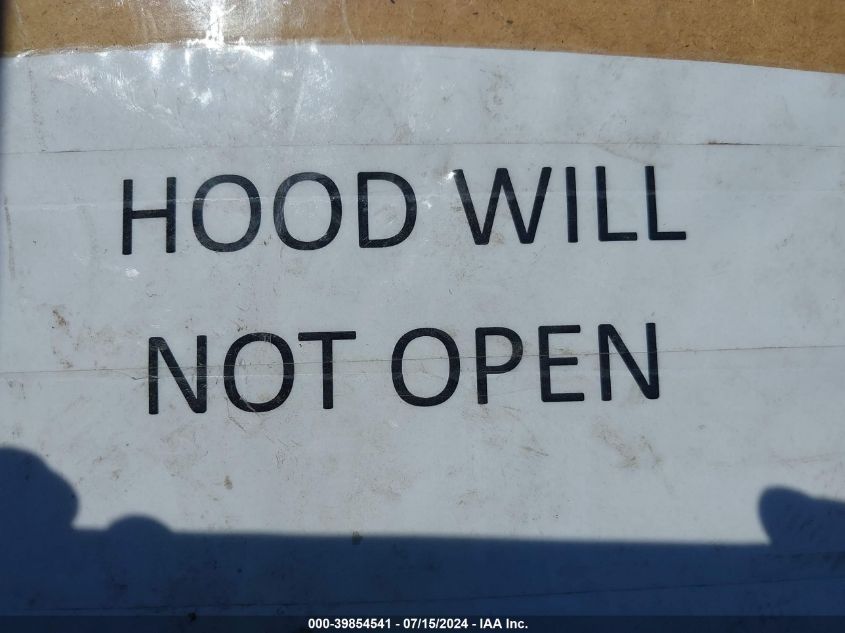 HOOD WILL
NOT OPEN
000-39854541 - 07/15/2024 - IAA Inc.